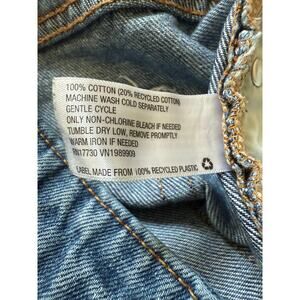 100% COTTON (20% RECYCLED COTTON)
MACHINE WASH COLD SEPARATELY
GENTLE CYCLE
ONLY NON-CHLORINE BLEACH IF NEEDED
TUMBLE DRY LOW, REMOVE PROMPTLY
WARM IRON IF NEEDED
RN17730 VN1989909
LABEL MADE FROM 100% RECYCLED PLASTIC